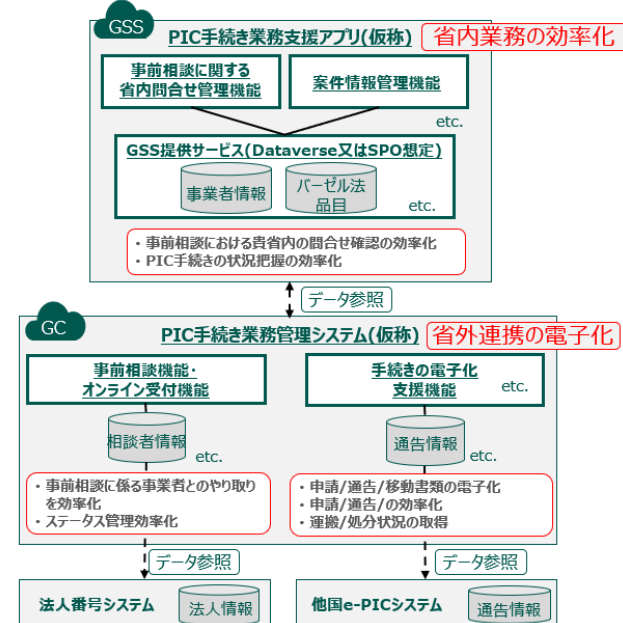 GSS
PIC手続き業務支援アプリ(仮称)
省内業務の効率化
事前相談に関する
省内問合せ管理機能
案件情報管理機能
etc.
GSS提供サービス(Dataverse又はSPO想定)
事業者情報
バーゼル法
品目
etc.
・事前相談における貴省内の問合せ確認の効率化
・PIC手続きの状況把握の効率化
データ参照
GC
PIC手続き業務管理システム(仮称)
省外連携の電子化
事前相談機能・
オンライン受付機能
手続きの電子化
支援機能
etc.
相談者情報
etc.
通告情報
etc.
・事前相談に係る事業者とのやり取り
を効率化
・ステータス管理効率化
・申請/通告/移動書類の電子化
・申請/通告/の効率化
・運搬/処分状況の取得
データ参照
データ参照
法人番号システム
法人情報
他国e-PICシステム
通告情報